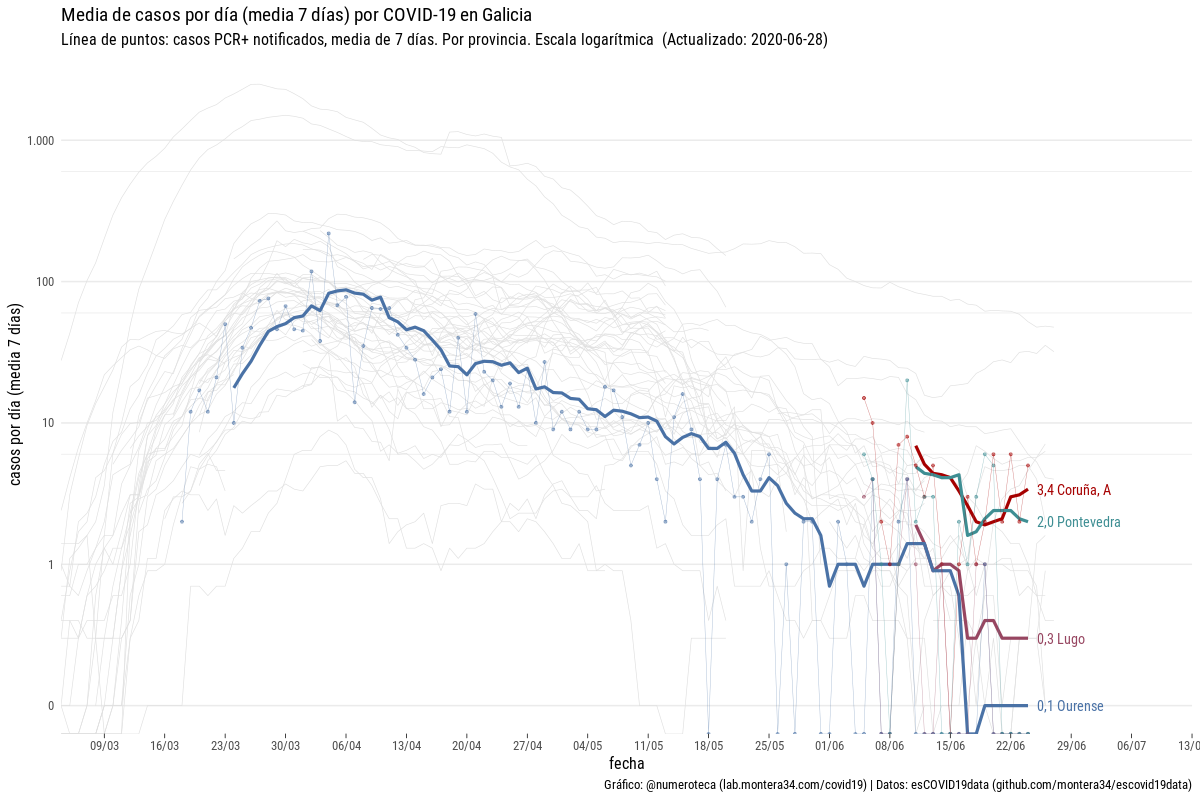 Media de casos por día (media 7 días) por COVID-19 en Galicia
Línea de puntos: casos PCR+ notificados, media de 7 días. Por provincia. Escala logarítmica (Actualizado: 2020-06-28)
casos por día (media 7 días)
1.000
100
10
1
0
3,4 Coruña, A
2,0 Pontevedra
0,3 Lugo
0,1 Ourense
09/03 16/03 23/03 30/03 06/04 13/04 20/04 27/04 04/05 11/05 18/05 25/05 01/06 08/06 15/06 22/06 29/06 06/07 13/0
fecha
Gráfico: @numeroteca (lab.montera34.com/covid19) | Datos: esCOVID19data (github.com/montera34/escovid19data)